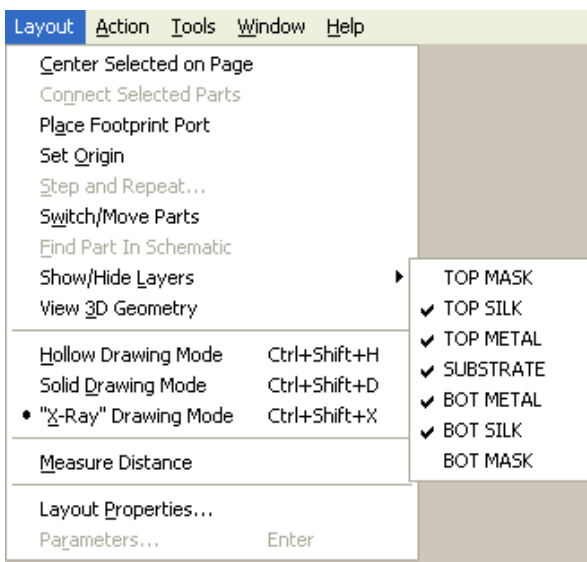 Layout Action Tools Window Help
Center Selected on Page
Connect Selected Parts
Place Footprint Port
Set Origin
Step and Repeat...
Switch/Move Parts
Find Part In Schematic
Show/Hide Layers
View 3D Geometry
Hollow Drawing Mode Ctrl+Shift+H
Solid Drawing Mode Ctrl+Shift+D
"X-Ray" Drawing Mode Ctrl+Shift+X
Measure Distance
Layout Properties...
Parameters... Enter
TOP MASK
TOP SILK
TOP METAL
SUBSTRATE
BOT METAL
BOT SILK
BOT MASK